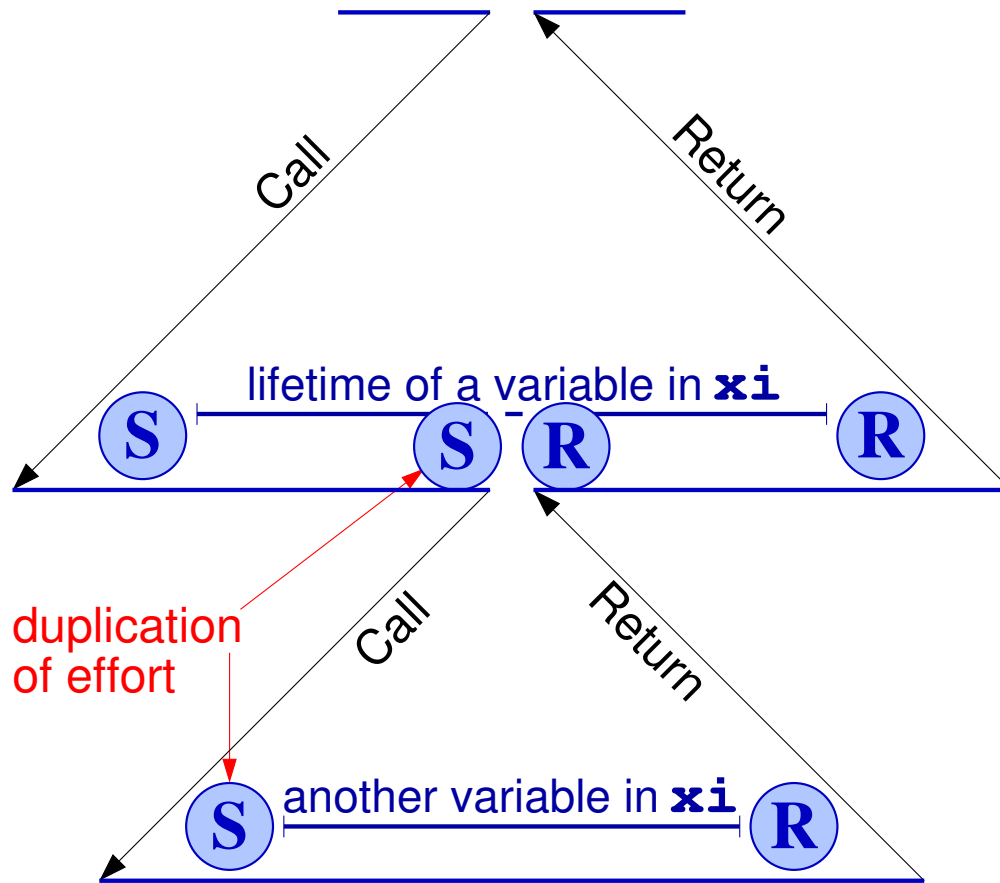 Call
Return
lifetime of a variable in xi
S
S
R
R
duplication
of effort
Call
Return
S
another variable in xi
R